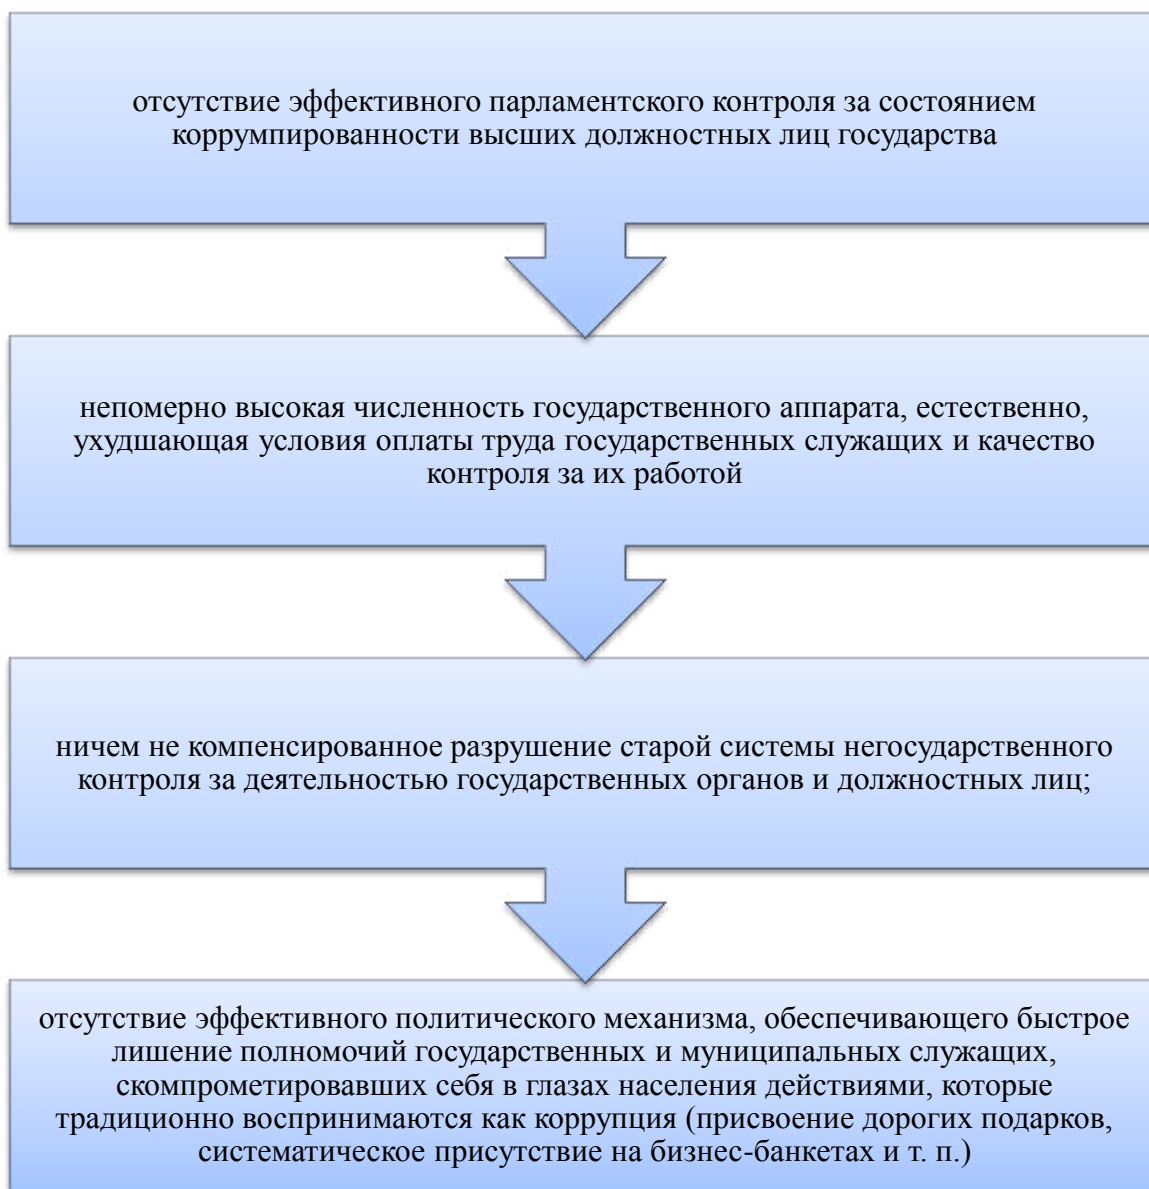 отсутствие эффективного парламентского контроля за состоянием
коррумпированности высших должностных лиц государства
непомерно высокая численность государственного аппарата, естественно,
ухудшающая условия оплаты труда государственных служащих и качество
контроля за их работой
ничем не компенсированное разрушение старой системы негосударственного
контроля за деятельностью государственных органов и должностных лиц;
отсутствие эффективного политического механизма, обеспечивающего быстрое
лишение полномочий государственных и муниципальных служащих,
скомпрометировавших себя в глазах населения действиями, которые
традиционно воспринимаются как коррупция (присвоение дорогих подарков,
систематическое присутствие на бизнес-банкетах и т. п.)